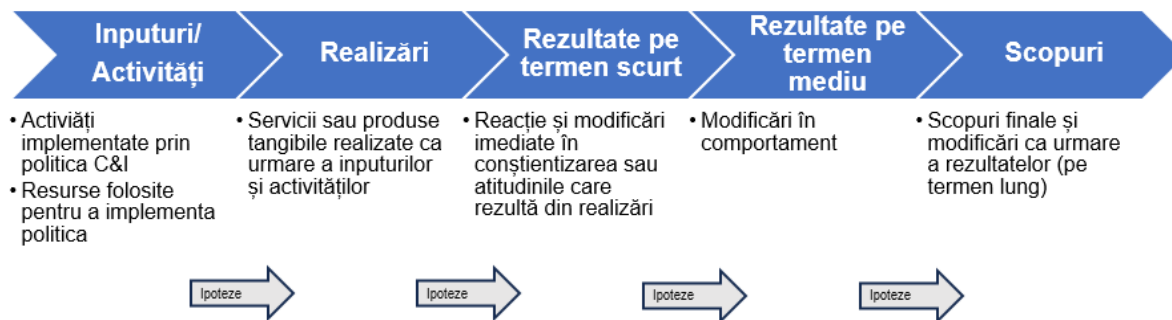 Inputuri/
Activități
Realizări
Rezultate pe
termen scurt
Rezultate pe
termen
mediu
Scopuri
• Activiăți
implementate prin
politica C&I
• Resurse folosite
pentru a implementa
politica
• Servicii sau produse
tangibile realizate ca
urmare a inputurilor
și activităților
• Reacție și modificări
imediate în
conștientizarea sau
atitudinile care
rezultă din realizări
• Modificări în
comportament
• Scopuri finale și
modificări ca urmare
a rezultatelor (pe
termen lung)
Ipoteze
Ipoteze
Ipoteze
Ipoteze